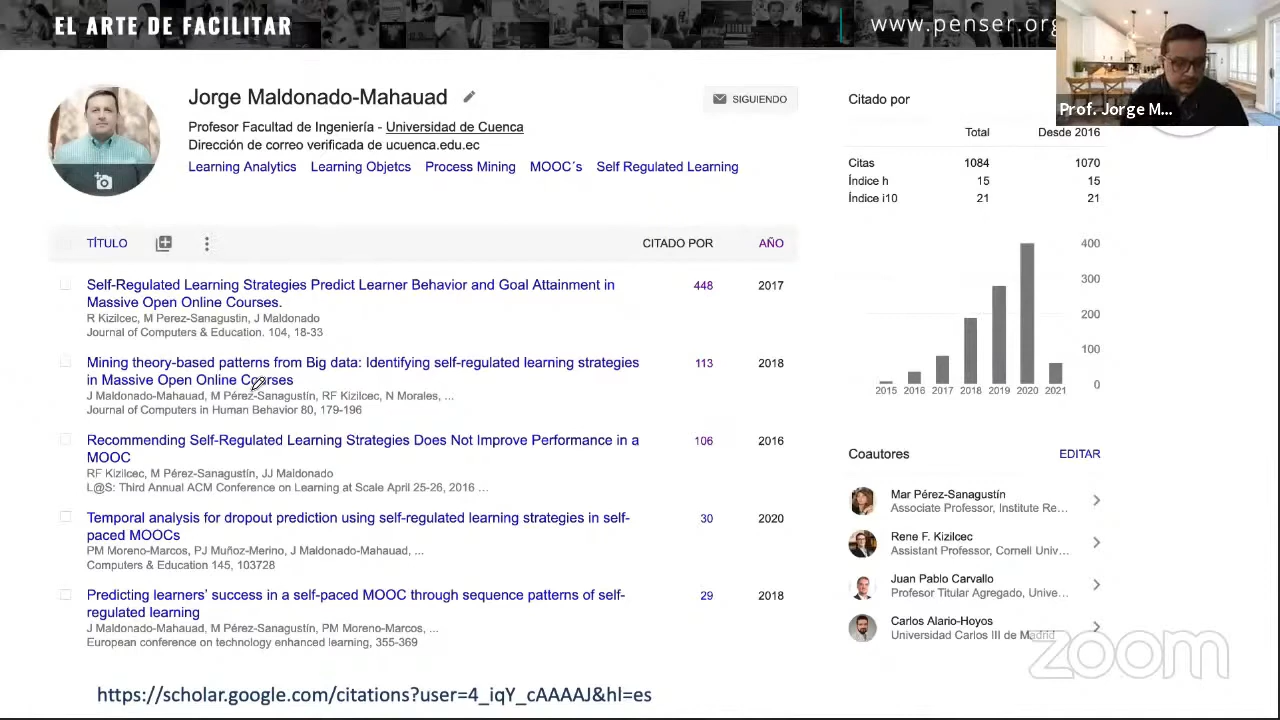 EL ARTE DE FACILITAR
www.penser.org
Prof. Jorge M...
Jorge Maldonado-Mahauad
SIGUIENDO
Profesor Facultad de Ingeniería - Universidad de Cuenca
Dirección de correo verificada de ucuenca.edu.ec
Learning Analytics Learning Objetcs Process Mining MOOC´s Self Regulated Learning
TÍTULO CITADO POR AÑO
Self-Regulated Learning Strategies Predict Learner Behavior and Goal Attainment in 448 2017
Massive Open Online Courses.
R Kizilcec, M Perez-Sanagustin, J Maldonado
Journal of Computers & Education. 104, 18-33
Mining theory-based patterns from Big data: Identifying self-regulated learning strategies 113 2018
in Massive Open Online Courses
J Maldonado-Mahauad, M Pérez-Sanagustín, RF Kizilcec, N Morales, ...
Journal of Computers in Human Behavior 80, 179-196
Recommending Self-Regulated Learning Strategies Does Not Improve Performance in a 106 2016
MOOC
RF Kizilcec, M Pérez-Sanagustín, JJ Maldonado
L@S: Third Annual ACM Conference on Learning at Scale April 25-26, 2016 ...
Temporal analysis for dropout prediction using self-regulated learning strategies in self- 30 2020
paced MOOCs
PM Moreno-Marcos, PJ Muñoz-Merino, J Maldonado-Mahauad, ...
Computers & Education 145, 103728
Predicting learners' success in a self-paced MOOC through sequence patterns of self- 29 2018
regulated learning
J Maldonado-Mahauad, M Pérez-Sanagustín, PM Moreno-Marcos, ...
European conference on technology enhanced learning, 355-369
https://scholar.google.com/citations?user=4_iqY_cAAAAJ&hl=es
Citado por
Total Desde 2016
Citas 1084 1070
Índice h 15 15
Índice i10 21 21
400
300
200
100
0
2015 2016 2017 2018 2019 2020 2021
Coautores EDITAR
Mar Pérez-Sanagustín
Associate Professor, Institute Re...
Rene F. Kizilcec
Assistant Professor, Cornell Univ...
Juan Pablo Carvallo
Profesor Titular Agregado, Unive...
Carlos Alario-Hoyos
Universidad Carlos III de Madrid
zoom